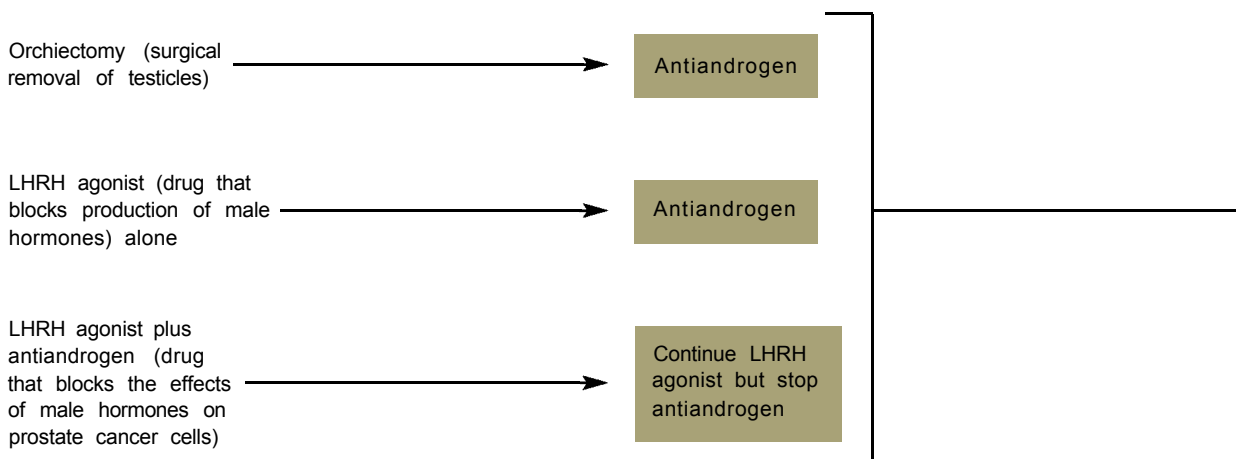 Orchiectomy (surgical
removal of testicles)
Antiandrogen
LHRH agonist (drug that
blocks production of male
hormones) alone
Antiandrogen
LHRH agonist plus
antiandrogen (drug
that blocks the effects
of male hormones on
prostate cancer cells)
Continue LHRH
agonist but stop
antiandrogen